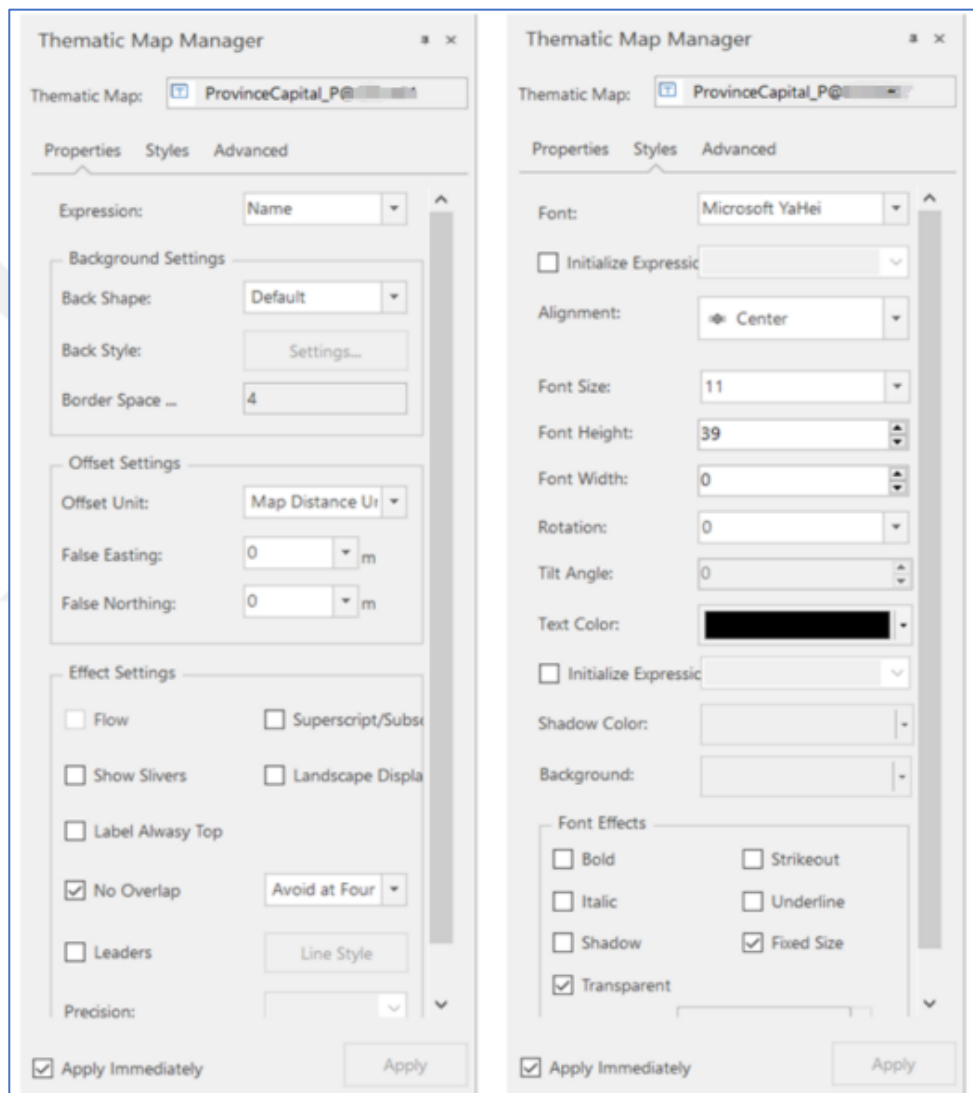 Thematic Map Manager
Thematic Map: ProvinceCapital_P@
Properties Styles Advanced
Expression: Name
Background Settings
Back Shape: Default
Back Style: Settings...
Border Space ... 4
Offset Settings
Offset Unit: Map Distance Ur
False Easting: 0 m
False Northing: 0 m
Effect Settings
Flow Superscript/Subsc
Show Slivers Landscape Displa
Label Alwasy Top
No Overlap Avoid at Four
Leaders Line Style
Precision:
Apply Immediately Apply
Thematic Map Manager
Thematic Map: ProvinceCapital_P@
Properties Styles Advanced
Font: Microsoft YaHei
Initialize Expressic
Alignment: Center
Font Size: 11
Font Height: 39
Font Width: 0
Rotation: 0
Tilt Angle: 0
Text Color:
Initialize Expressic
Shadow Color:
Background:
Font Effects
Bold Strikeout
Italic Underline
Shadow Fixed Size
Transparent
Apply Immediately Apply